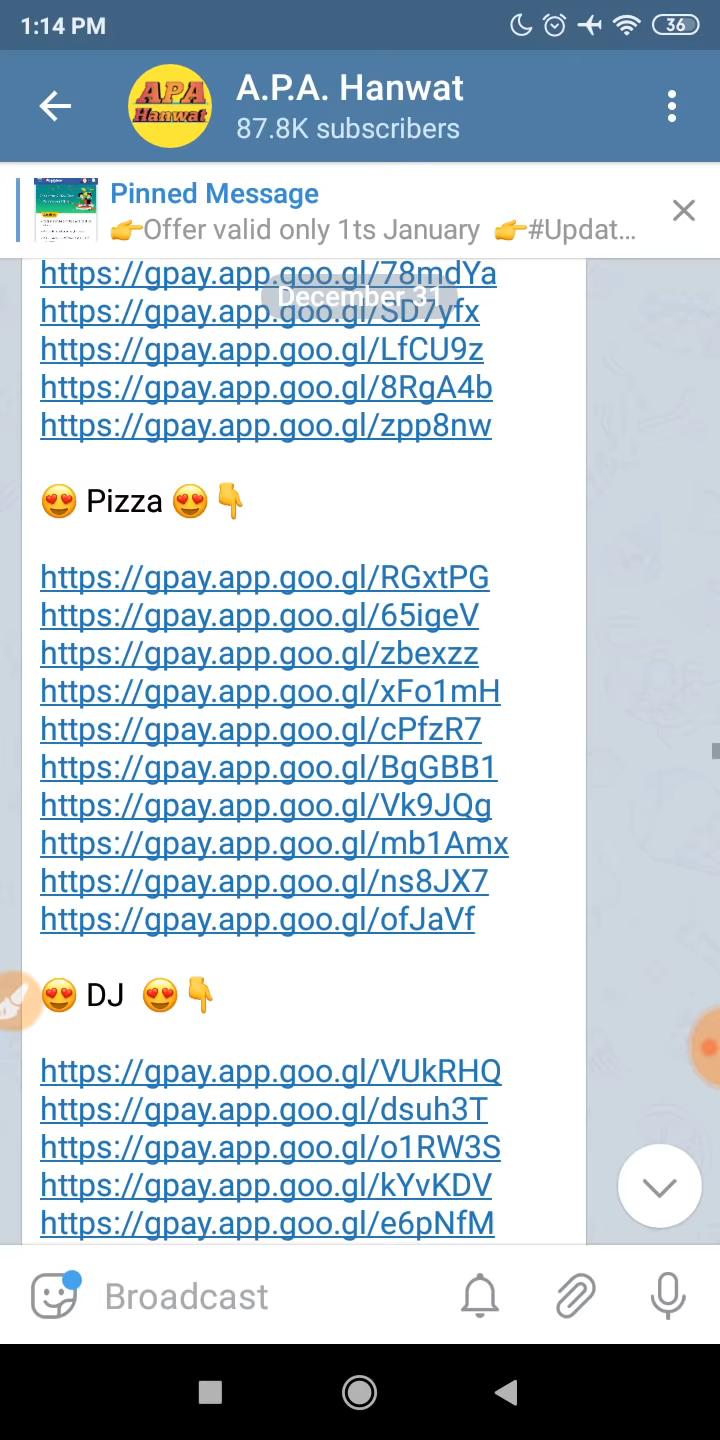 1:14 PM
36
APA
Hanwat
A.P.A. Hanwat
87.8K subscribers
Pinned Message
👉Offer valid only 1ts January 👉#Updat...
https://gpay.app.goo.gl/78mdYa
December 31
https://gpay.app.goo.gl/SD7yfx
https://gpay.app.goo.gl/LfCU9z
https://gpay.app.goo.gl/8RgA4b
https://gpay.app.goo.gl/zpp8nw
😍 Pizza 😍👇
https://gpay.app.goo.gl/RGxtPG
https://gpay.app.goo.gl/65igeV
https://gpay.app.goo.gl/zbexzz
https://gpay.app.goo.gl/xFo1mH
https://gpay.app.goo.gl/cPfzR7
https://gpay.app.goo.gl/BgGBB1
https://gpay.app.goo.gl/Vk9JQg
https://gpay.app.goo.gl/mb1Amx
https://gpay.app.goo.gl/ns8JX7
https://gpay.app.goo.gl/ofJaVf
😍 DJ 😍👇
https://gpay.app.goo.gl/VUkRHQ
https://gpay.app.goo.gl/dsuh3T
https://gpay.app.goo.gl/o1RW3S
https://gpay.app.goo.gl/kYvKDV
https://gpay.app.goo.gl/e6pNfM
Broadcast